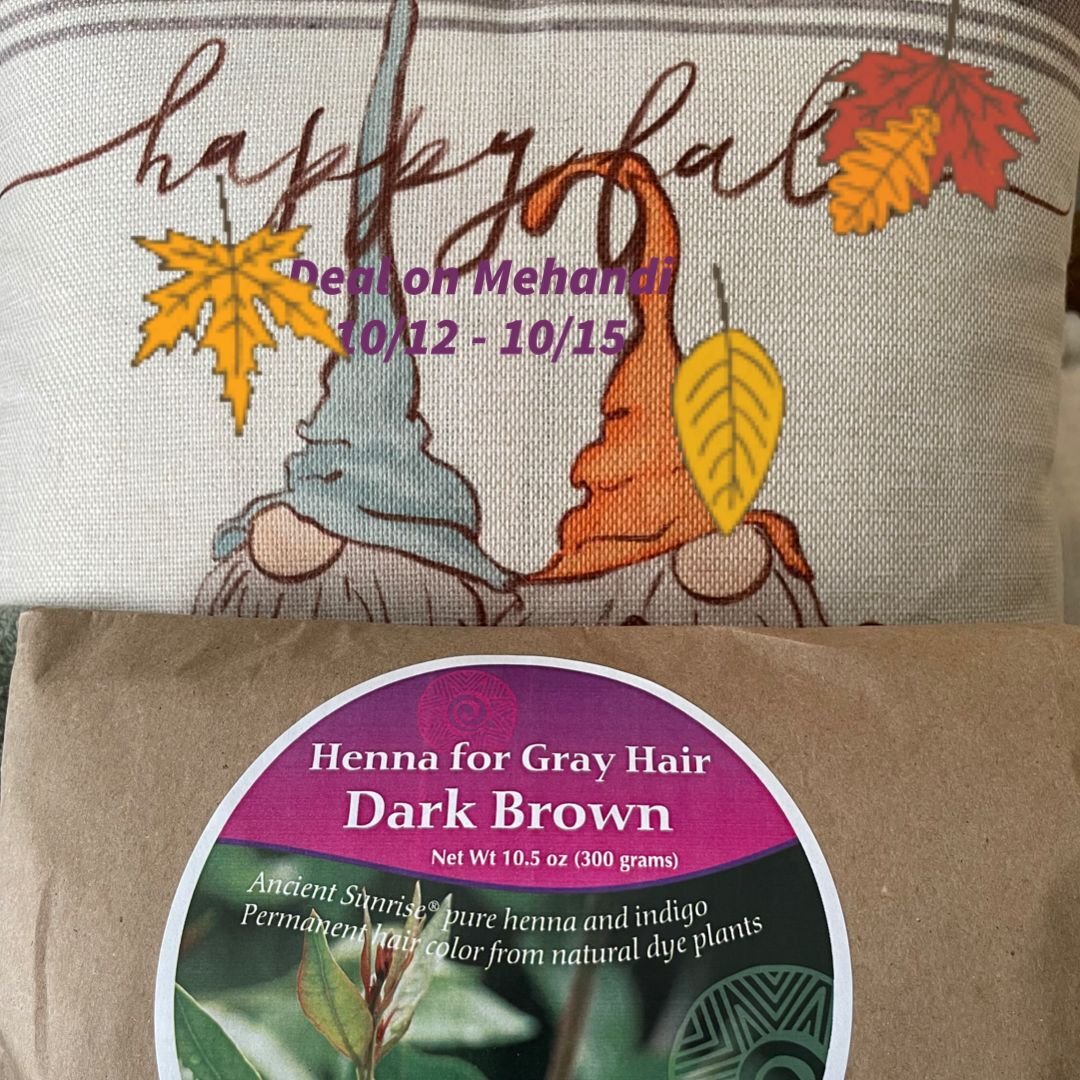 happy fall
Deal on Mehandi
10/12 - 10/15
Henna for Gray Hair
Dark Brown
Net Wt 10.5 oz (300 grams)
Ancient Sunrise® pure henna and indigo
Permanent hair color from natural dye plants